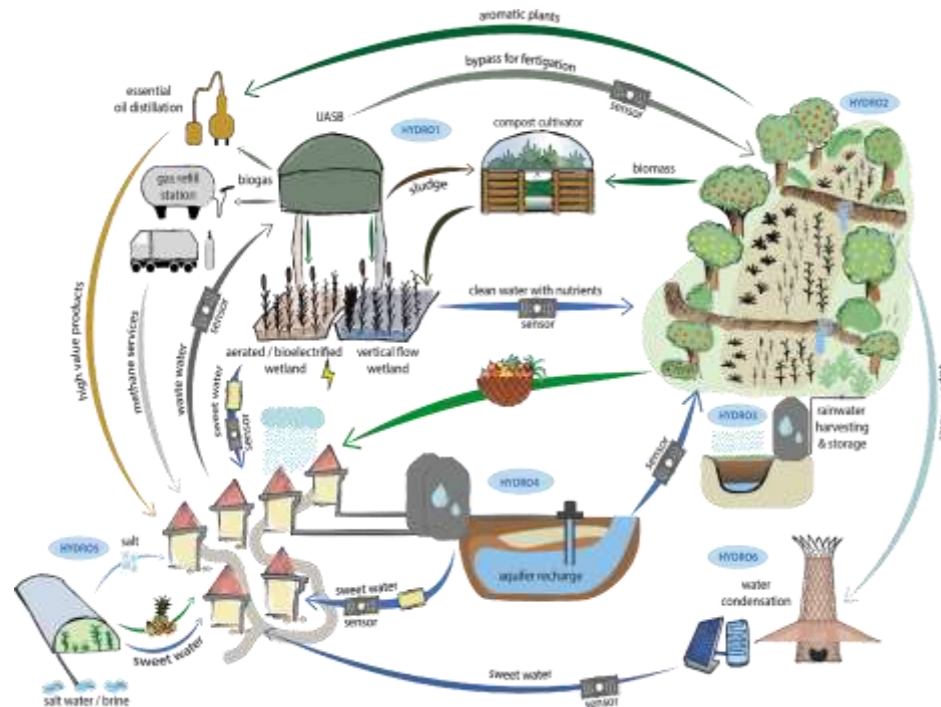 aromatic plants
bypass for fertigation
sensor
HYDRO2
essential
oil distillation
UASB
HYDRO1
compost cultivator
biogas
sludge
biomass
gas refill
station
clean water with nutrients
sensor
aerated / bioelectrified
wetland
vertical flow
wetland
high value products
methane services
waste water
sensor
sweet water
sensor
HYDRO3
rainwater
harvesting
& storage
sensor
HYDRO4
aquifer recharge
HYDRO5
salt
sweet water
sensor
HYDRO6
water
condensation
sweet water
salt water / brine
sweet water
sensor